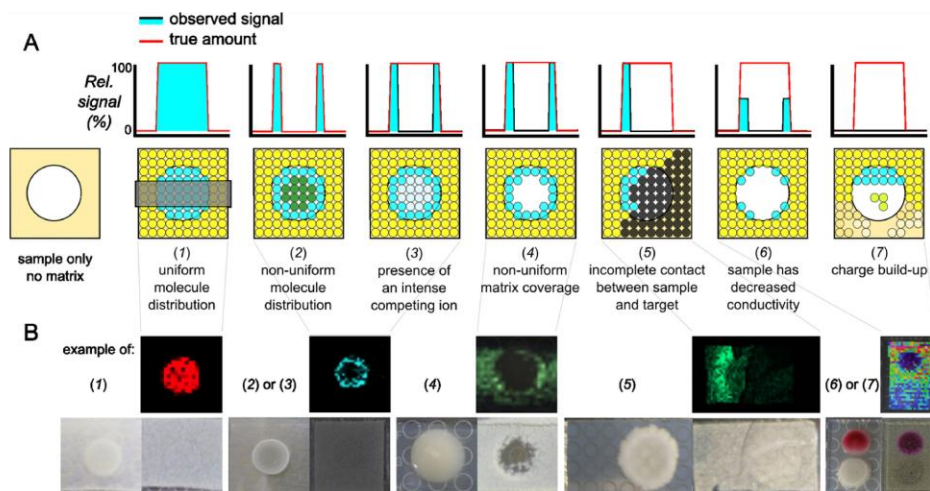 observed signal
true amount
A
Rel.
signal
(%)
100
0
sample only
no matrix
(1)
uniform
molecule
distribution
(2)
non-uniform
molecule
distribution
(3)
presence of
an intense
competing ion
(4)
non-uniform
matrix coverage
(5)
incomplete contact
between sample
and target
(6)
sample has
decreased
conductivity
(7)
charge build-up
B
example of:
(1)
(2) or (3)
(4)
(5)
(6) or (7)